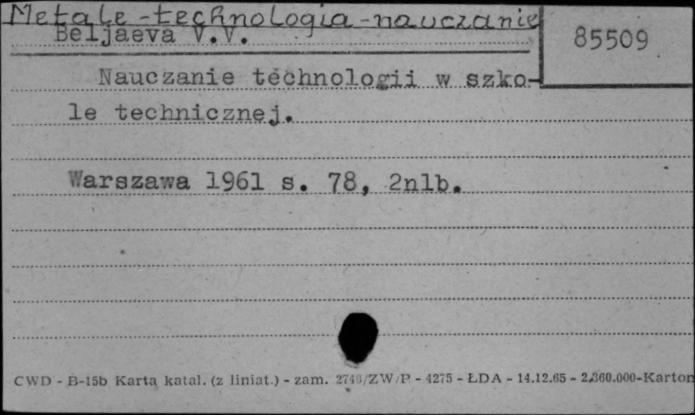 Metale - technologia - nauczanie
Beljaeva V.V.
85509
Nauczanie technologii w szko-
le technicznej.
Warszawa 1961 s. 78, 2nlb.
CWD - B-15b Karta katal. (z liniat.) - zam. /ZW/P - 4275 - ŁDA - 14.12.65 - 2.360.000-Karton